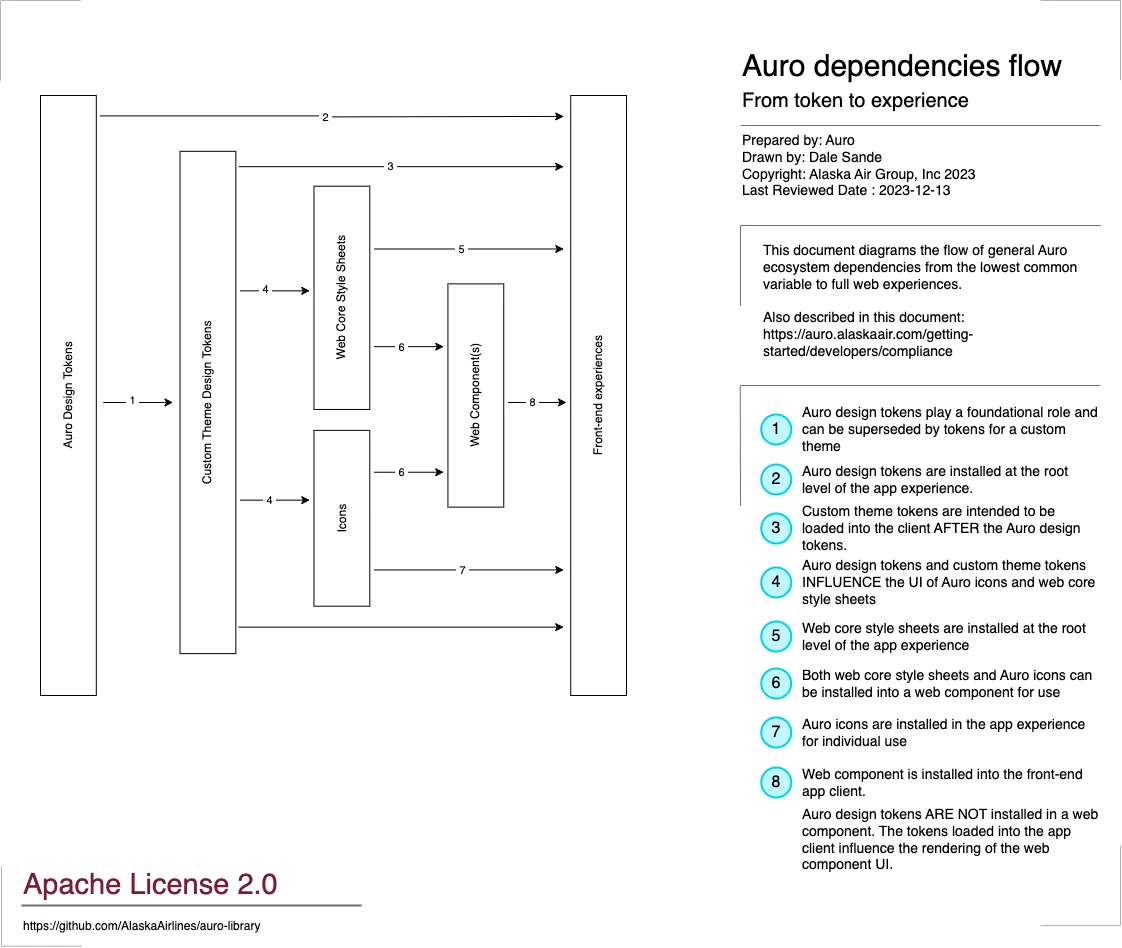 Auro dependencies flow
From token to experience
Prepared by: Auro
Drawn by: Dale Sande
Copyright: Alaska Air Group, Inc 2023
Last Reviewed Date : 2023-12-13
This document diagrams the flow of general Auro
ecosystem dependencies from the lowest common
variable to full web experiences.
Also described in this document:
https://auro.alaskaair.com/getting-
started/developers/compliance
1
Auro design tokens play a foundational role and
can be superseded by tokens for a custom
theme
2
Auro design tokens are installed at the root
level of the app experience.
3
Custom theme tokens are intended to be
loaded into the client AFTER the Auro design
tokens.
4
Auro design tokens and custom theme tokens
INFLUENCE the UI of Auro icons and web core
style sheets
5
Web core style sheets are installed at the root
level of the app experience
6
Both web core style sheets and Auro icons can
be installed into a web component for use
7
Auro icons are installed in the app experience
for individual use
8
Web component is installed into the front-end
app client.
Auro design tokens ARE NOT installed in a web
component. The tokens loaded into the app
client influence the rendering of the web
component UI.
Auro Design Tokens
1
2
Custom Theme Design Tokens
3
4
4
Web Core Style Sheets
5
6
Icons
6
7
Web Component(s)
8
Front-end experiences
Apache License 2.0
https://github.com/AlaskaAirlines/auro-library